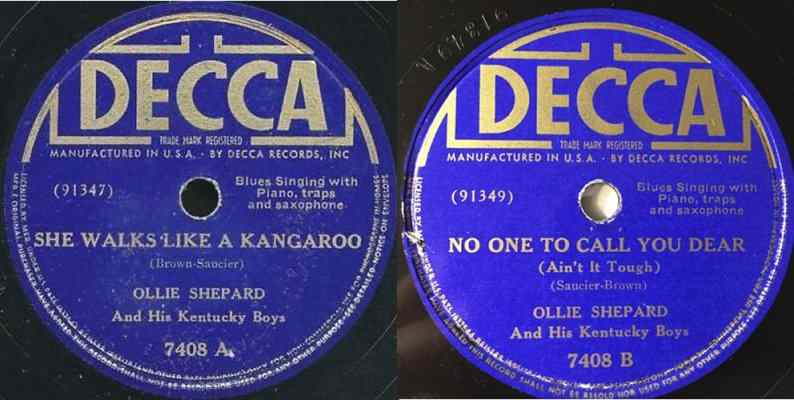 DECCA
TRADE MARK REGISTERED
MANUFACTURED IN U.S.A. · BY DECCA RECORDS, INC
(91347)
Blues Singing with
Piano, traps
and saxophone
SHE WALKS LIKE A KANGAROO
(Brown-Saucier)
OLLIE SHEPARD
And His Kentucky Boys
7408 A
DECCA
TRADE MARK REGISTERED
MANUFACTURED IN U.S.A. · BY DECCA RECORDS, INC
(91349)
Blues Singing with
Piano, traps
and saxophone
NO ONE TO CALL YOU DEAR
(Ain't It Tough)
(Saucier-Brown)
OLLIE SHEPARD
And His Kentucky Boys
7408 B